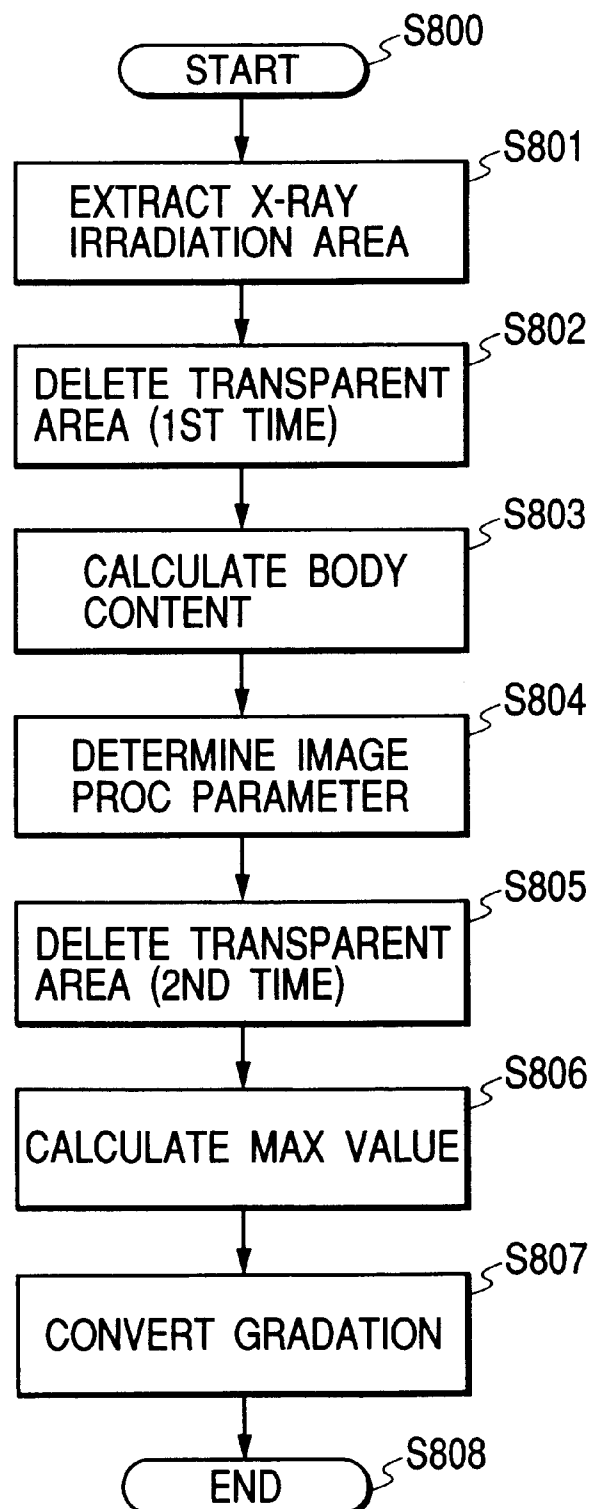 S800
START
S801
EXTRACT X-RAY
IRRADIATION AREA
S802
DELETE TRANSPARENT
AREA (1ST TIME)
S803
CALCULATE BODY
CONTENT
S804
DETERMINE IMAGE
PROC PARAMETER
S805
DELETE TRANSPARENT
AREA (2ND TIME)
S806
CALCULATE MAX VALUE
S807
CONVERT GRADATION
S808
END